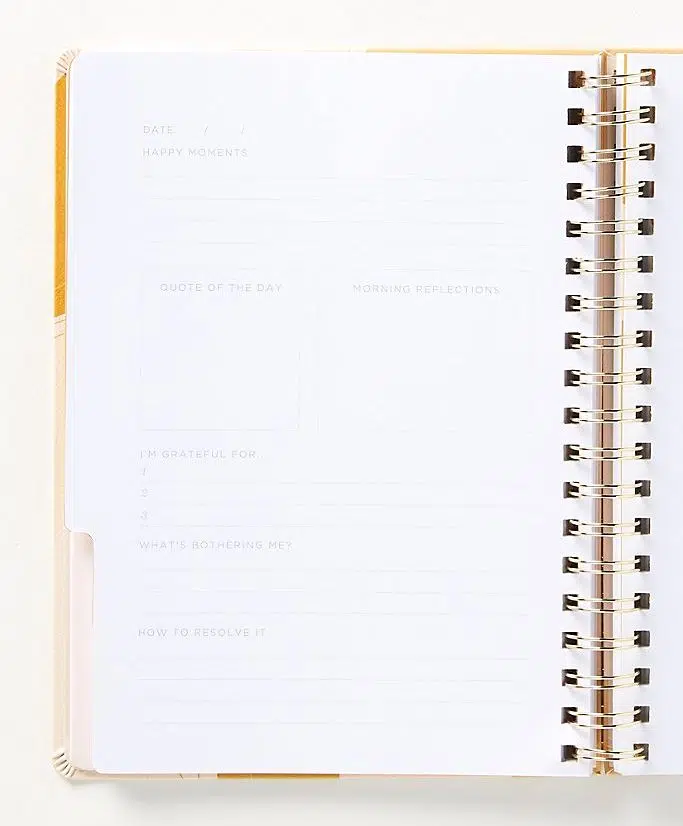 DATE / /
HAPPY MOMENTS
QUOTE OF THE DAY
MORNING REFLECTIONS
I'M GRATEFUL FOR
1
2
3
WHAT'S BOTHERING ME?
HOW TO RESOLVE IT